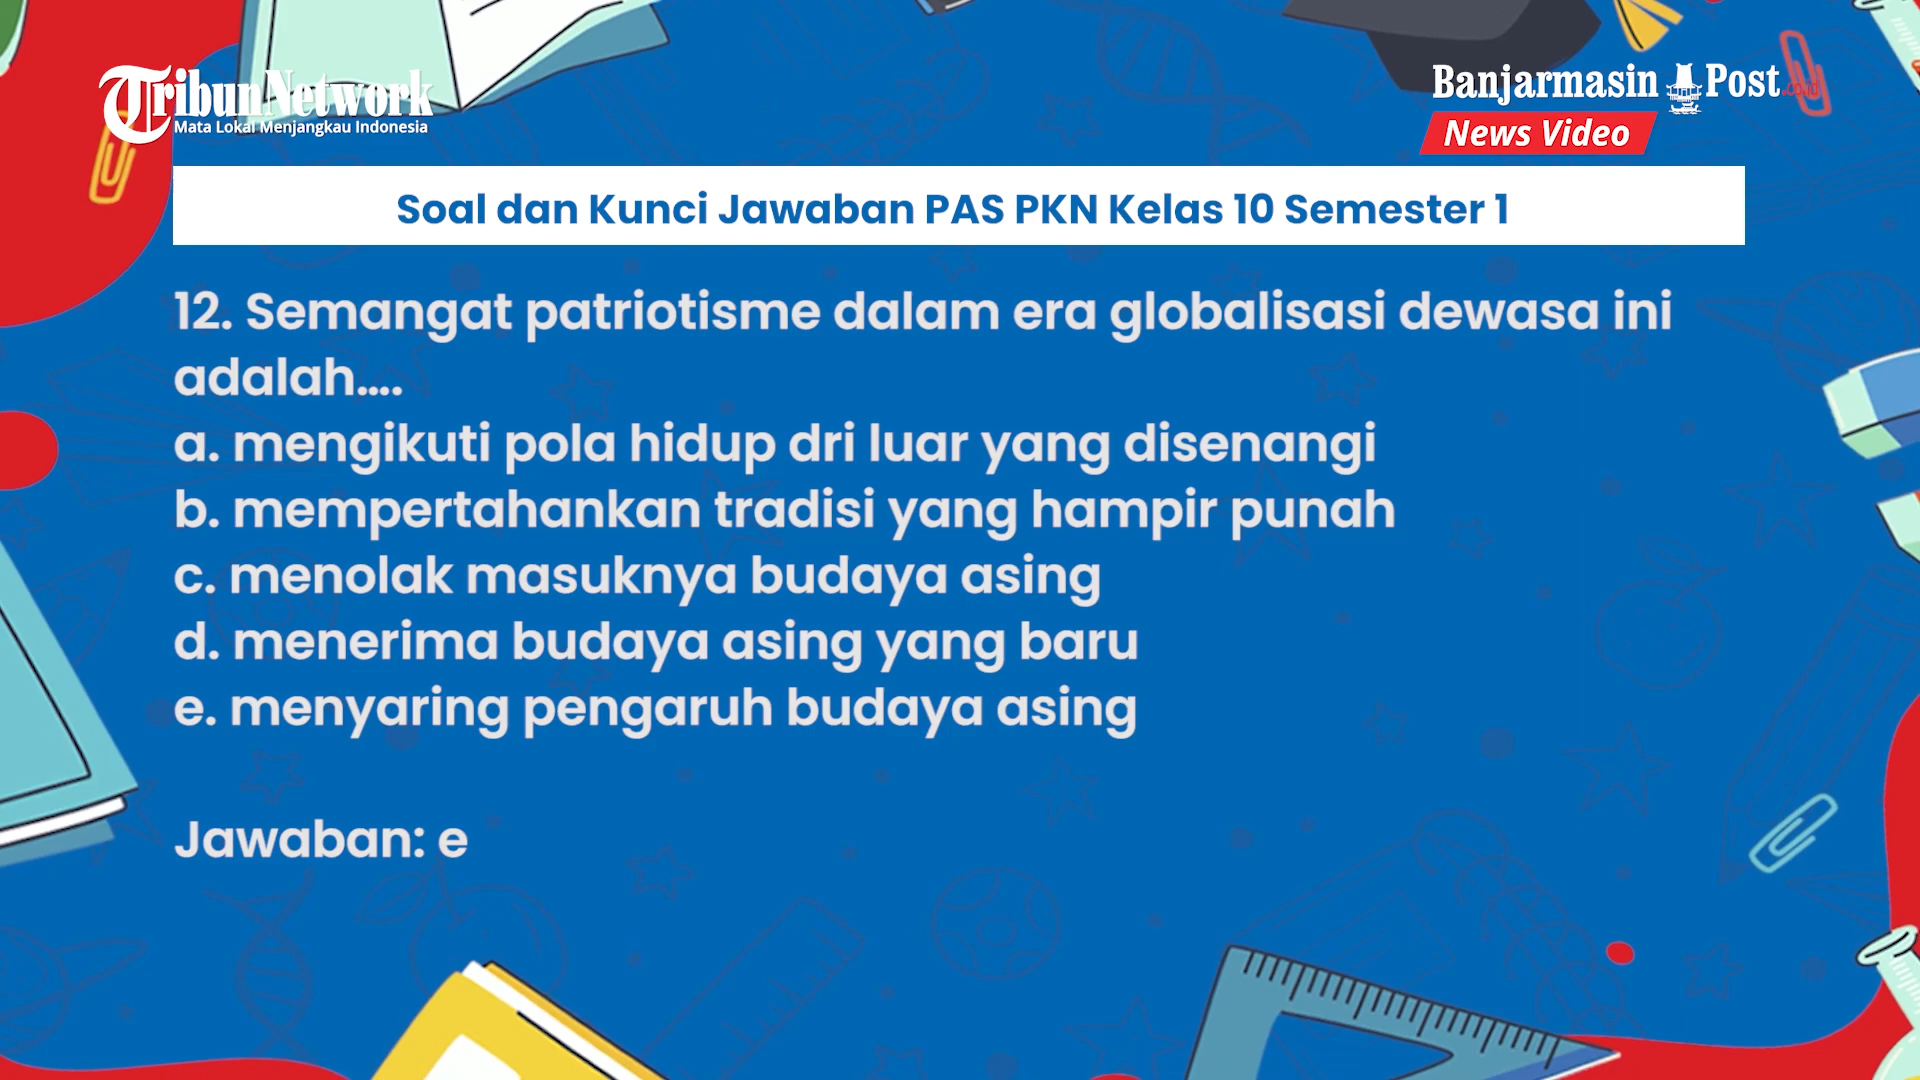 TribunNetwork
Mata Lokal Menjangkau Indonesia
Banjarmasin Post.co.id
News Video
Soal dan Kunci Jawaban PAS PKN Kelas 10 Semester 1
12. Semangat patriotisme dalam era globalisasi dewasa ini
adalah....
a. mengikuti pola hidup dri luar yang disenangi
b. mempertahankan tradisi yang hampir punah
c. menolak masuknya budaya asing
d. menerima budaya asing yang baru
e. menyaring pengaruh budaya asing
Jawaban: e